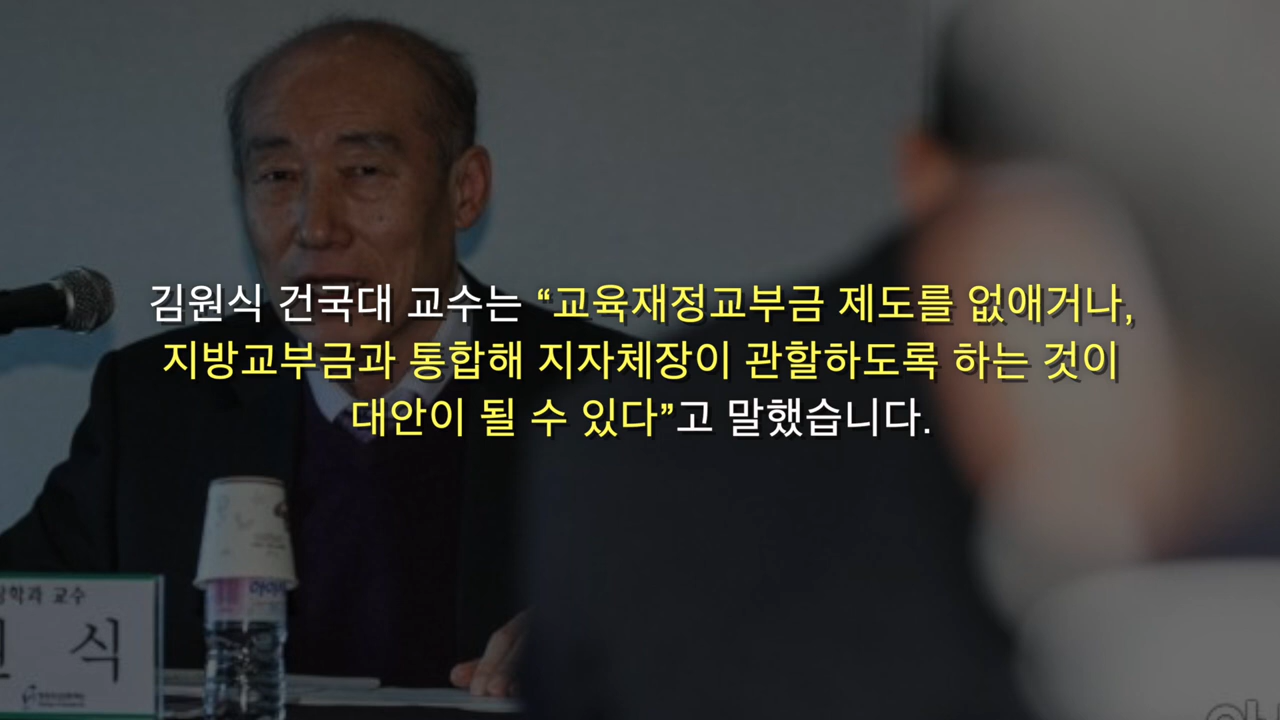 김원식 건국대 교수는 “교육재정교부금 제도를 없애거나,
지방교부금과 통합해 지자체장이 관할하도록 하는 것이
대안이 될 수 있다”고 말했습니다.
교수
식